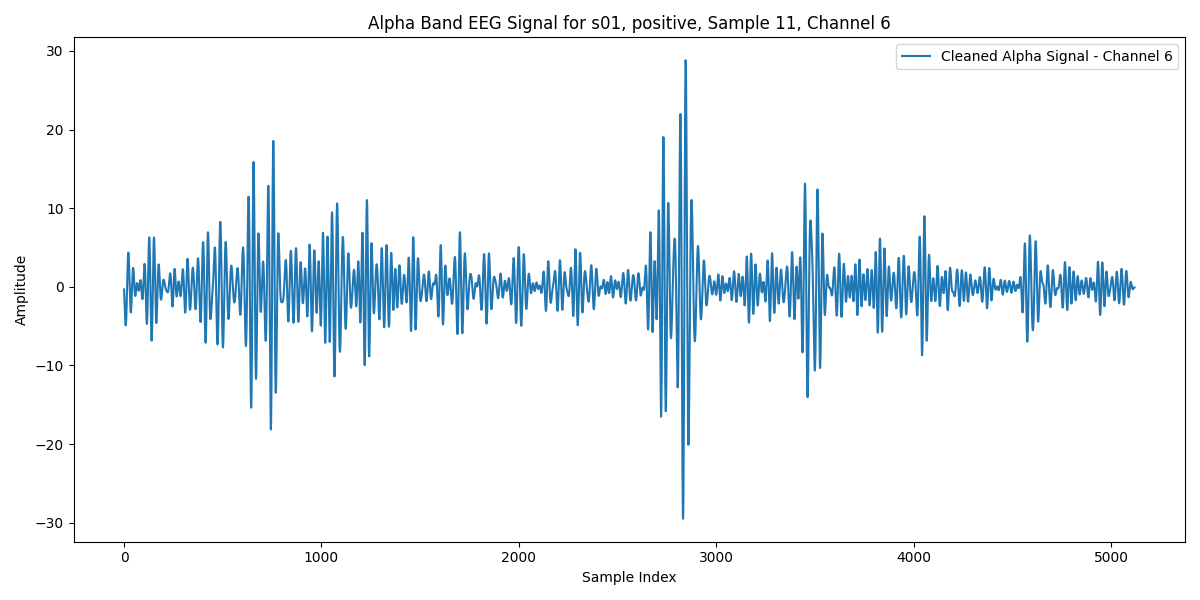 Alpha Band EEG Signal for s01, positive, Sample 11, Channel 6
Cleaned Alpha Signal - Channel 6
Amplitude
30
20
10
0
−10
−20
−30
0 1000 2000 3000 4000 5000
Sample Index